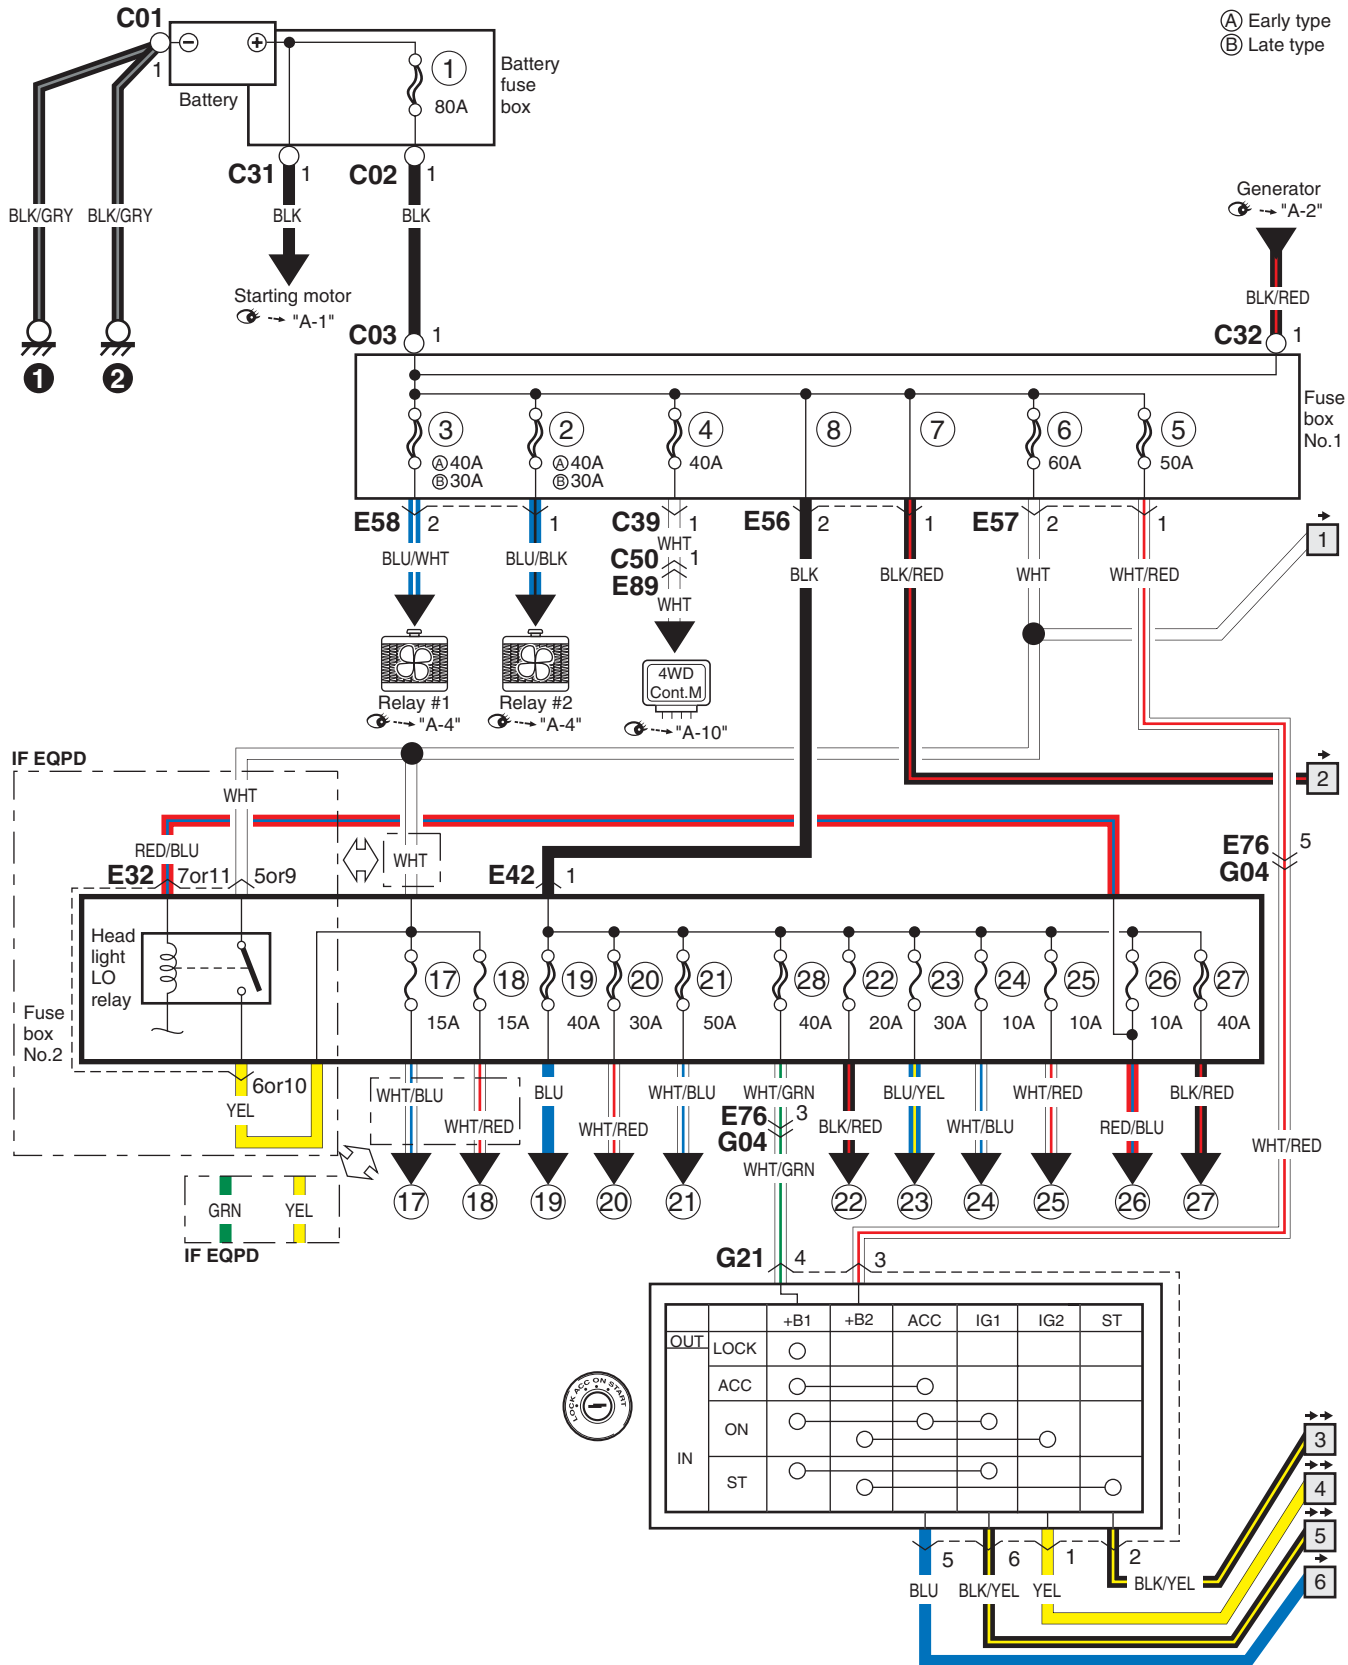 C01
1
Battery
1
80A
Battery
fuse
box
Ⓐ Early type
Ⓑ Late type
C31 1
C02 1
BLK/GRY
BLK/GRY
BLK
BLK
Generator
"A-2"
Starting motor
"A-1"
BLK/RED
C03 1
C32 1
1
2
Fuse
box
No.1
3
Ⓐ40A
Ⓑ30A
2
Ⓐ40A
Ⓑ30A
4
40A
8
7
6
60A
5
50A
E58 2
1
C39 1
E56 2
1
E57 2
1
1
BLU/WHT
BLU/BLK
WHT
C50 1
E89
WHT
BLK
BLK/RED
WHT
WHT/RED
4WD
Cont.M
Relay #1
"A-4"
Relay #2
"A-4"
"A-10"
IF EQPD
2
WHT
RED/BLU
WHT
E76 5
G04
E32 7or11
5or9
E42 1
Head
light
LO
relay
Fuse
box
No.2
17
15A
18
15A
19
40A
20
30A
21
50A
28
40A
22
20A
23
30A
24
10A
25
10A
26
10A
27
40A
6or10
YEL
WHT/BLU
WHT/RED
BLU
WHT/RED
WHT/BLU
WHT/GRN
E76 3
G04
WHT/GRN
BLK/RED
BLU/YEL
WHT/BLU
WHT/RED
RED/BLU
BLK/RED
WHT/RED
17
18
19
20
21
22
23
24
25
26
27
GRN
YEL
IF EQPD
G21 4
3
+B1 +B2 ACC IG1 IG2 ST
OUT
LOCK
ACC
ON
IN
ST
LOCK ACC ON START
3
4
5
6
5
6
1
2
BLU
BLK/YEL
YEL
BLK/YEL